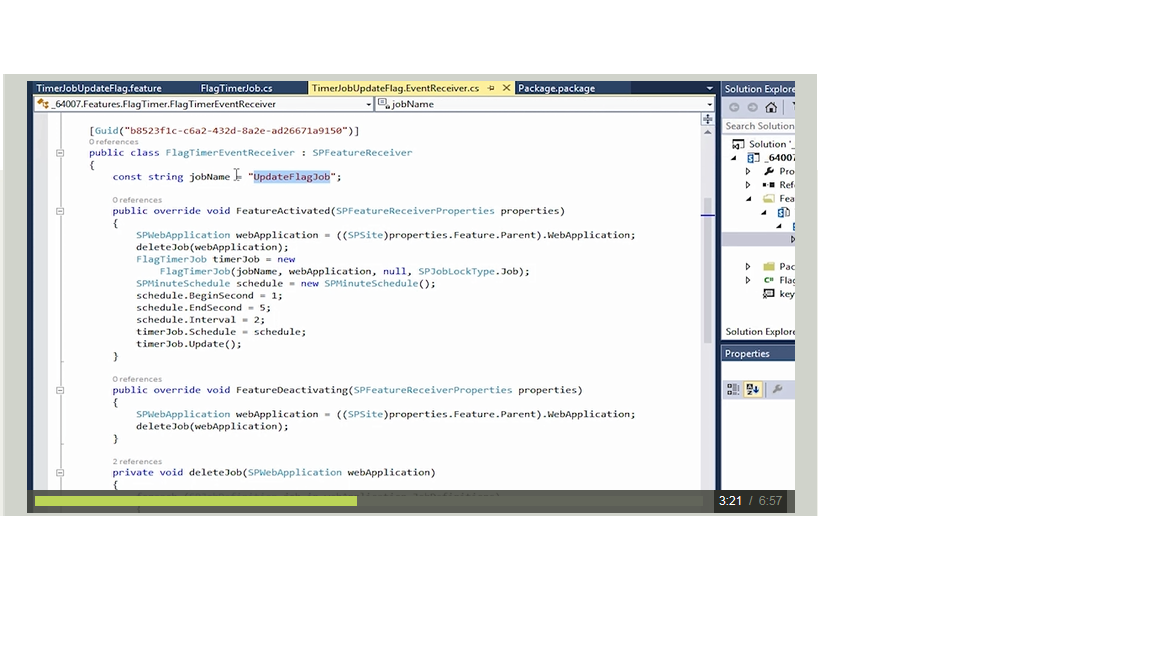 TimerJobUpdateFlag.feature FlagTimerJob.cs TimerJobUpdateFlag.EventReceiver.cs Package.package
_64007.Features.FlagTimer.FlagTimerEventReceiver jobName
[Guid("b8523f1c-c6a2-432d-8a2e-ad26671a9150")]
0 references
public class FlagTimerEventReceiver : SPFeatureReceiver
{
const string jobName = "UpdateFlagJob";
0 references
public override void FeatureActivated(SPFeatureReceiverProperties properties)
{
SPWebApplication webApplication = ((SPSite)properties.Feature.Parent).WebApplication;
deleteJob(webApplication);
FlagTimerJob timerJob = new
FlagTimerJob(jobName, webApplication, null, SPJobLockType.Job);
SPMinuteSchedule schedule = new SPMinuteSchedule();
schedule.BeginSecond = 1;
schedule.EndSecond = 5;
schedule.Interval = 2;
timerJob.Schedule = schedule;
timerJob.Update();
}
0 references
public override void FeatureDeactivating(SPFeatureReceiverProperties properties)
{
SPWebApplication webApplication = ((SPSite)properties.Feature.Parent).WebApplication;
deleteJob(webApplication);
}
2 references
private void deleteJob(SPWebApplication webApplication)
{
3:21 / 6:57
Solution Explore
Search Solution
Solution '_
_64007
Pro
Ref
Fea
Pac
Flag
key
Solution Explore
Properties